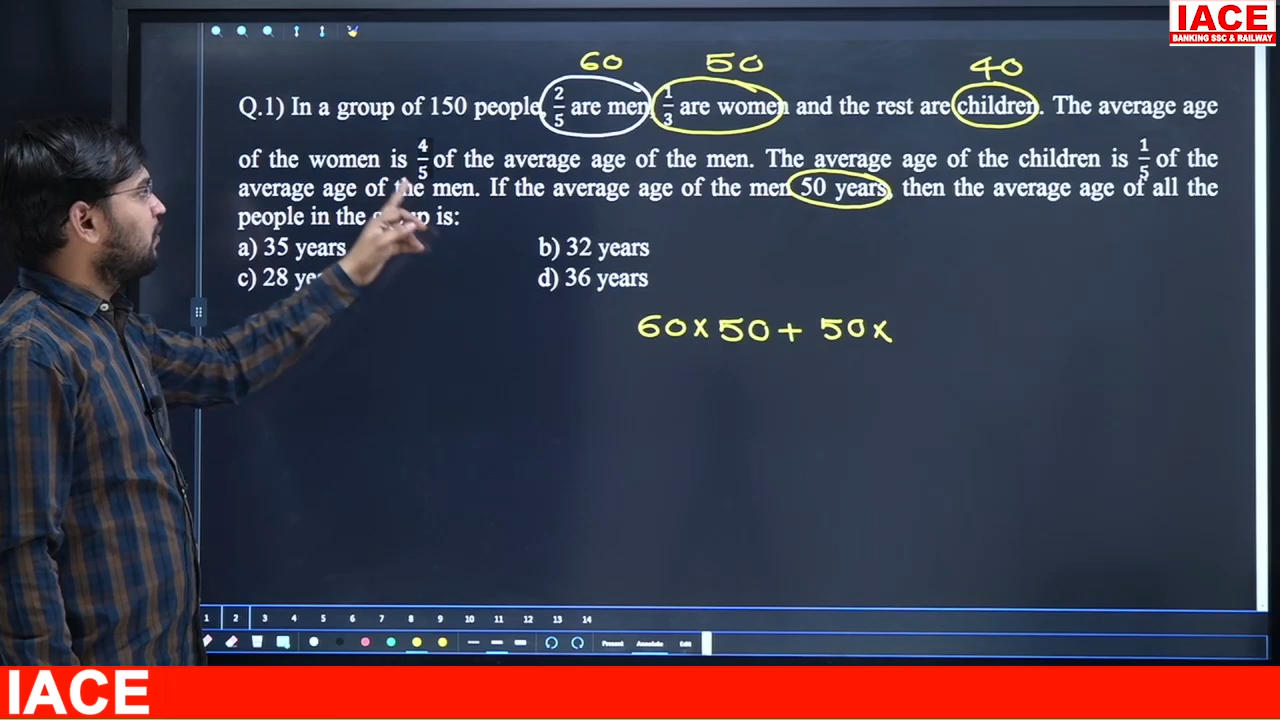 IACE
BANKING SSC & RAILWAY
60 50 40
Q.1) In a group of 150 people, 2/5 are men, 1/3 are women and the rest are children. The average age
of the women is 4/5 of the average age of the men. The average age of the children is 1/5 of the
average age of the men. If the average age of the men 50 years, then the average age of all the
people in the group is:
a) 35 years b) 32 years
c) 28 d) 36 years
60 x 50 + 50 x
1 2 3 4 5 6 7 8 9 10 11 12 13 14
Present Annotate Edit
IACE